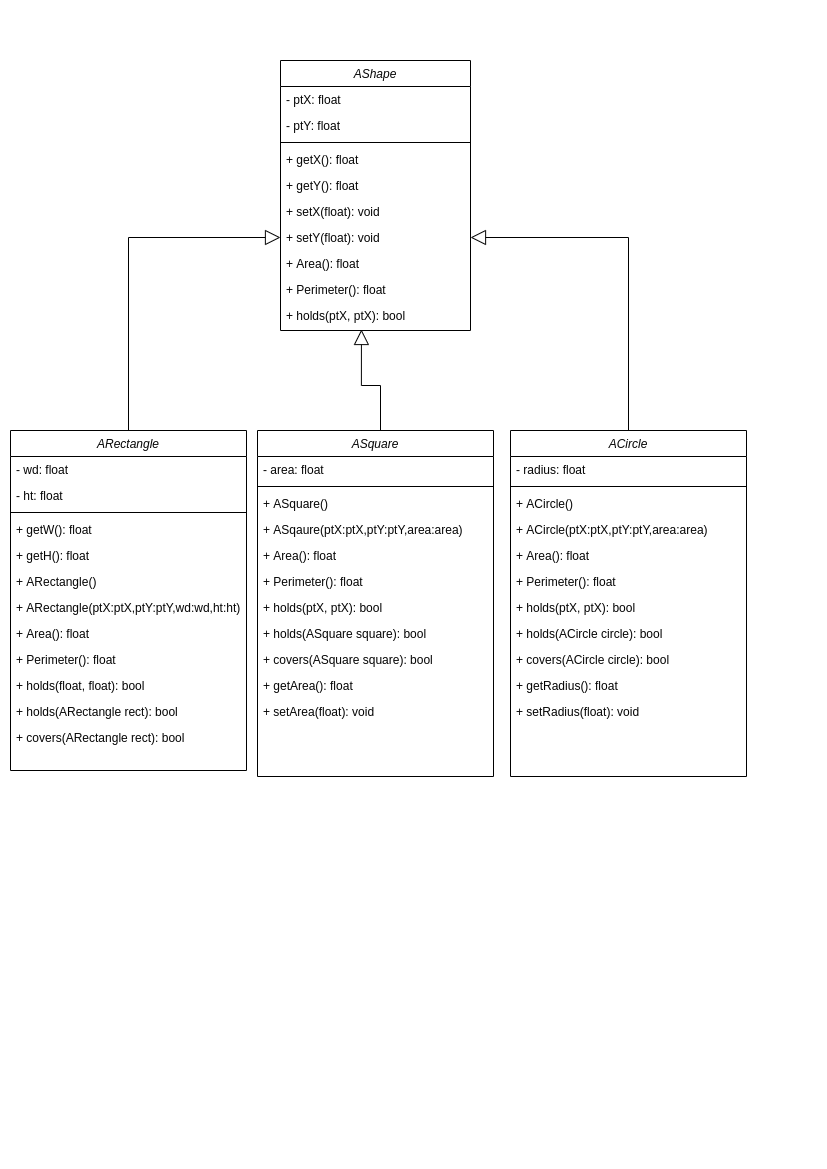 AShape
- ptX: float
- ptY: float
+ getX(): float
+ getY(): float
+ setX(float): void
+ setY(float): void
+ Area(): float
+ Perimeter(): float
+ holds(ptX, ptX): bool
ARectangle
- wd: float
- ht: float
+ getW(): float
+ getH(): float
+ ARectangle()
+ ARectangle(ptX:ptX,ptY:ptY,wd:wd,ht:ht)
+ Area(): float
+ Perimeter(): float
+ holds(float, float): bool
+ holds(ARectangle rect): bool
+ covers(ARectangle rect): bool
ASquare
- area: float
+ ASquare()
+ ASqaure(ptX:ptX,ptY:ptY,area:area)
+ Area(): float
+ Perimeter(): float
+ holds(ptX, ptX): bool
+ holds(ASquare square): bool
+ covers(ASquare square): bool
+ getArea(): float
+ setArea(float): void
ACircle
- radius: float
+ ACircle()
+ ACircle(ptX:ptX,ptY:ptY,area:area)
+ Area(): float
+ Perimeter(): float
+ holds(ptX, ptX): bool
+ holds(ACircle circle): bool
+ covers(ACircle circle): bool
+ getRadius(): float
+ setRadius(float): void